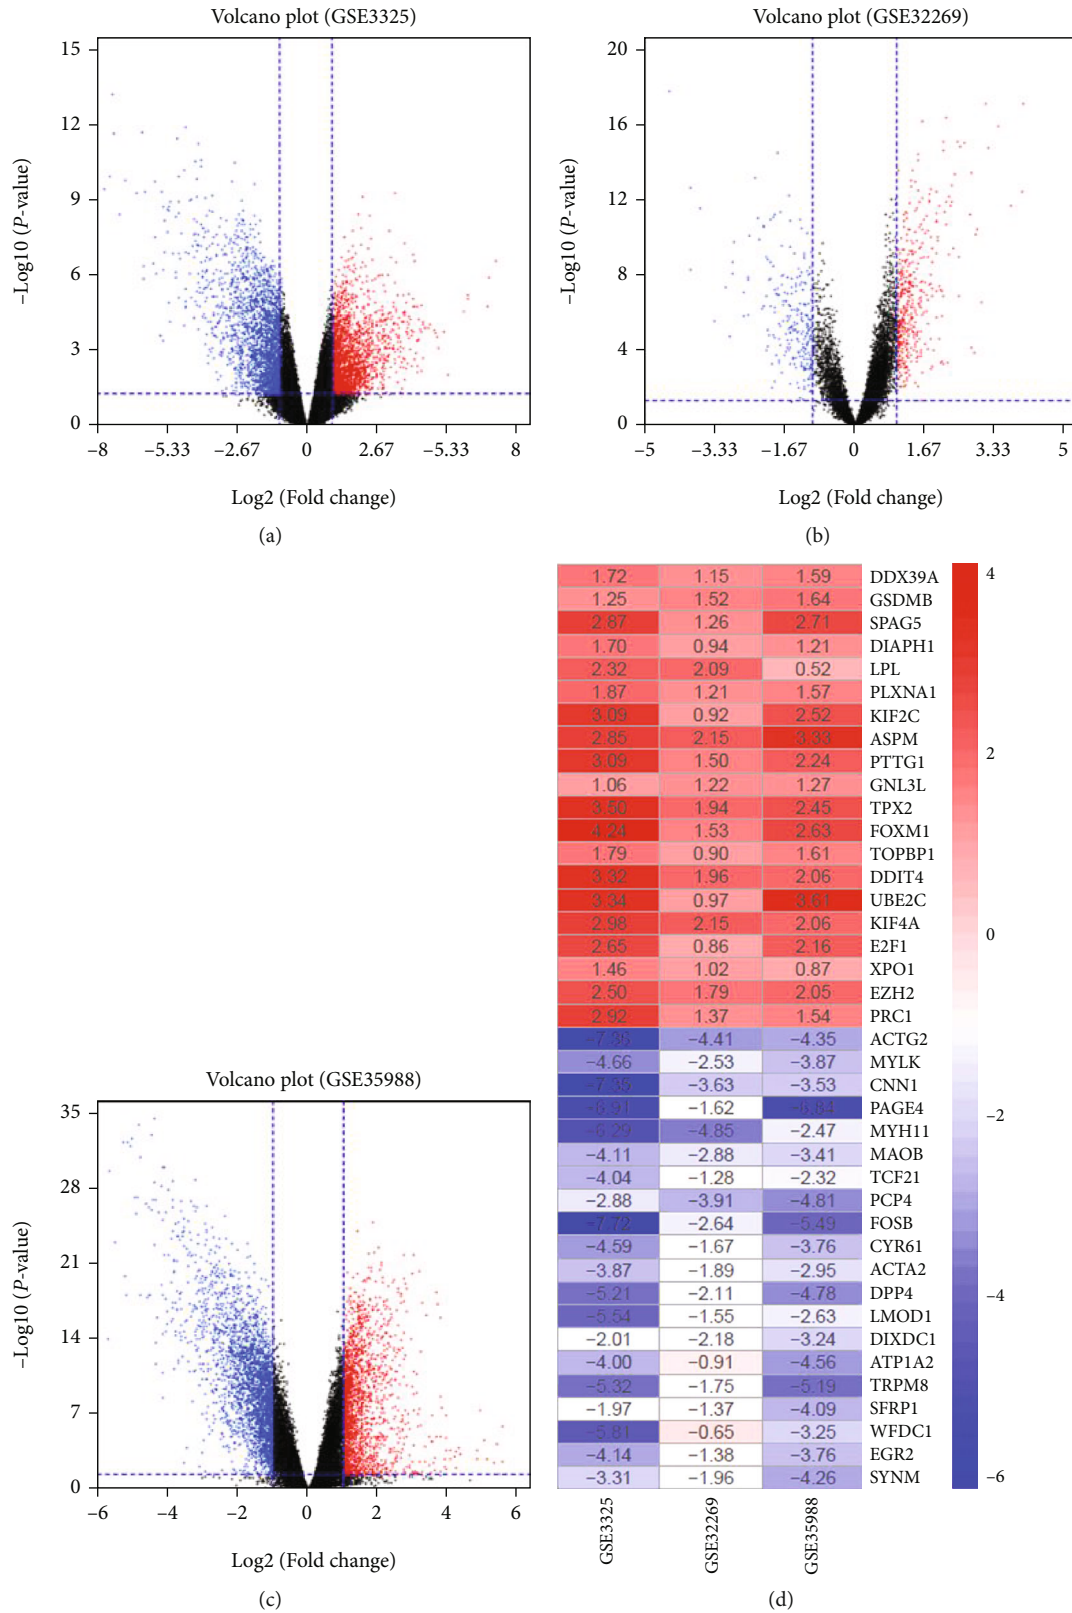 Volcano plot (GSE3325)
15
12
9
6
3
0
−Log10 (P-value)
−8 −5.33 −2.67 0 2.67 −5.33 8
Log2 (Fold change)
(a)
Volcano plot (GSE32269)
20
16
12
8
4
0
−Log10 (P-value)
−5 −3.33 −1.67 0 1.67 3.33 5
Log2 (Fold change)
(b)
Volcano plot (GSE35988)
35
28
21
14
7
0
−Log10 (P-value)
−6 −4 −2 0 2 4 6
Log2 (Fold change)
(c)
1.72 1.15 1.59 DDX39A
1.25 1.52 1.64 GSDMB
2.87 1.26 2.71 SPAG5
1.70 0.94 1.21 DIAPH1
2.32 2.09 0.52 LPL
1.87 1.21 1.57 PLXNA1
3.09 0.92 2.52 KIF2C
2.85 2.15 3.33 ASPM
3.09 1.50 2.24 PTTG1
1.06 1.22 1.27 GNL3L
3.50 1.94 2.45 TPX2
4.24 1.53 2.63 FOXM1
1.79 0.90 1.61 TOPBP1
3.32 1.96 2.06 DDIT4
3.34 0.97 3.61 UBE2C
2.98 2.15 2.06 KIF4A
2.65 0.86 2.16 E2F1
1.46 1.02 0.87 XPO1
2.50 1.79 2.05 EZH2
2.92 1.37 1.54 PRC1
−4.41 −4.35 ACTG2
−4.66 −2.53 −3.87 MYLK
−7.35 −3.63 −3.53 CNN1
−6.91 −1.62 −6.84 PAGE4
−6.29 −4.85 −2.47 MYH11
−4.11 −2.88 −3.41 MAOB
−4.04 −1.28 −2.32 TCF21
−2.88 −3.91 −4.81 PCP4
−7.72 −2.64 −5.49 FOSB
−4.59 −1.67 −3.76 CYR61
−3.87 −1.89 −2.95 ACTA2
−5.21 −2.11 −4.78 DPP4
−5.54 −1.55 −2.63 LMOD1
−2.01 −2.18 −3.24 DIXDC1
−4.00 −0.91 −4.56 ATP1A2
−5.32 −1.75 −5.19 TRPM8
−1.97 −1.37 −4.09 SFRP1
−5.81 −0.65 −3.25 WFDC1
−4.14 −1.38 −3.76 EGR2
−3.31 −1.96 −4.26 SYNM
GSE3325 GSE32269 GSE35988
4
2
0
−2
−4
−6
(d)